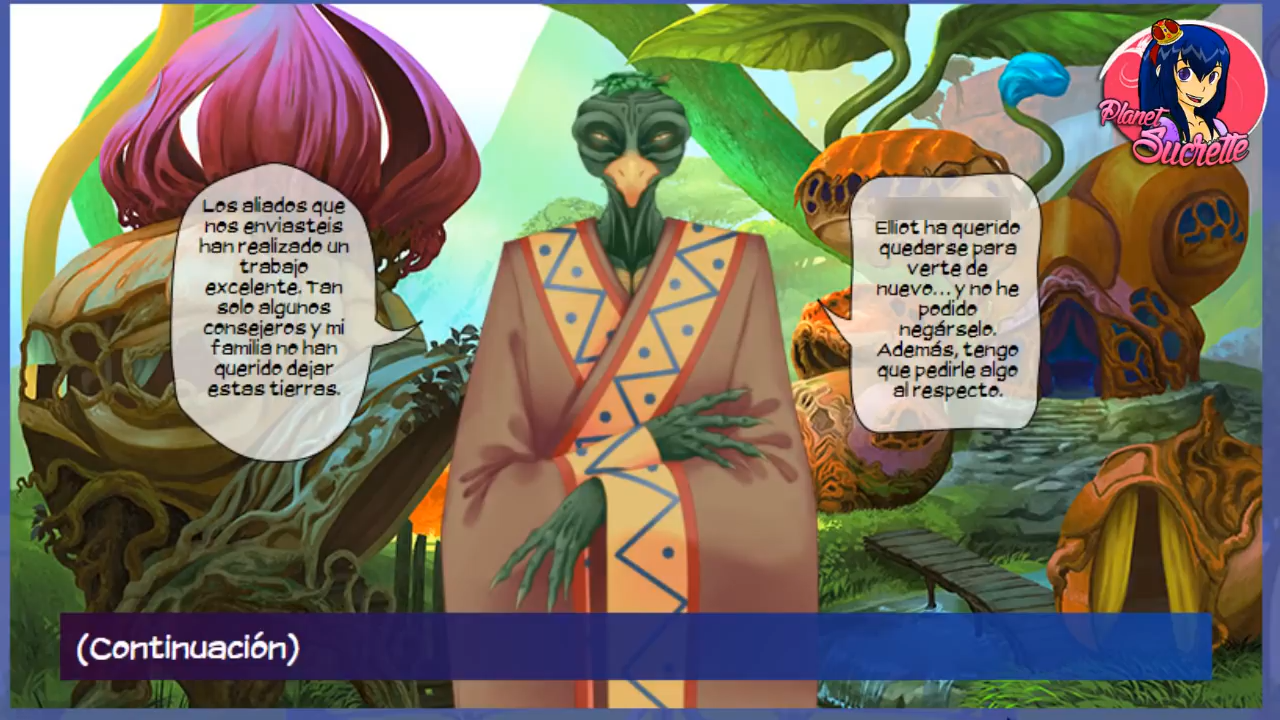 Planet
Sucrette
Los aliados que
nos enviasteis
han realizado un
trabajo
excelente. Tan
solo algunos
consejeros y mi
familia no han
querido dejar
estas tierras.
Elliot ha querido
quedarse para
verte de
nuevo... y no he
podido
negárselo.
Además, tengo
que pedirle algo
al respecto.
(Continuación)